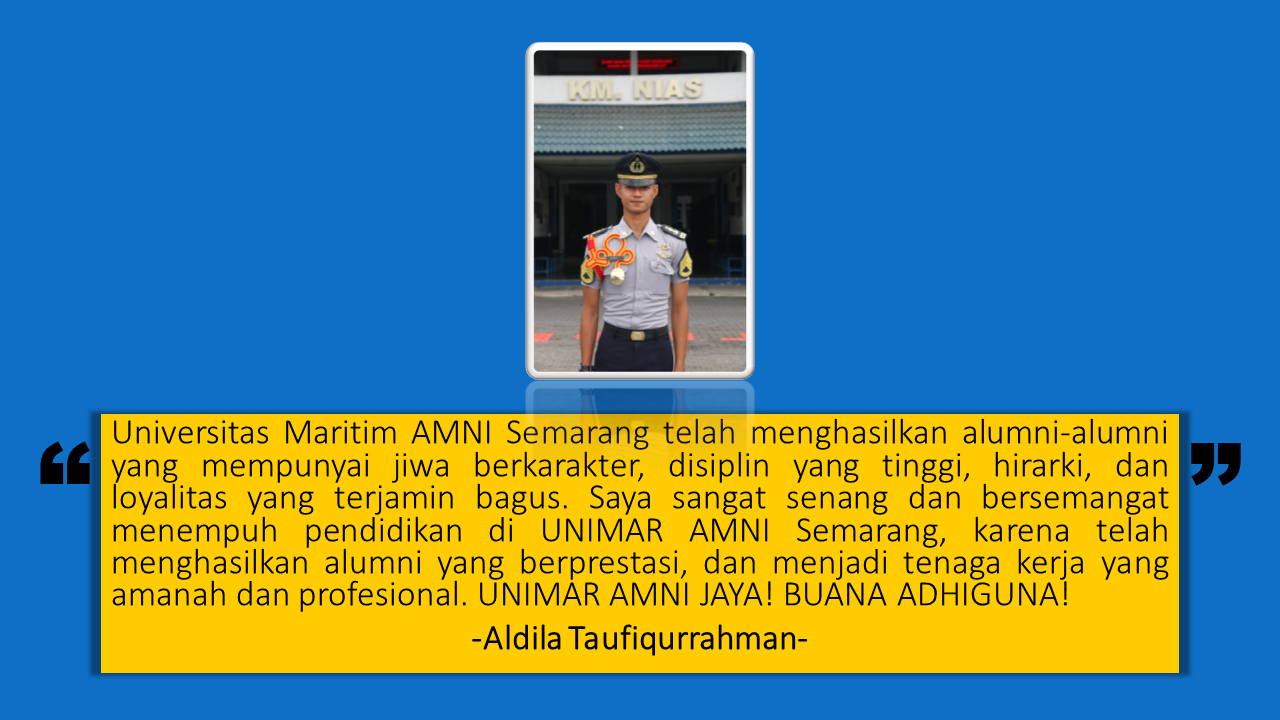 KM. NIAS
“
Universitas Maritim AMNI Semarang telah menghasilkan alumni-alumni
yang mempunyai jiwa berkarakter, disiplin yang tinggi, hirarki, dan
loyalitas yang terjamin bagus. Saya sangat senang dan bersemangat
menempuh pendidikan di UNIMAR AMNI Semarang, karena telah
menghasilkan alumni yang berprestasi, dan menjadi tenaga kerja yang
amanah dan profesional. UNIMAR AMNI JAYA! BUANA ADHIGUNA!
”
-Aldila Taufiqurrahman-